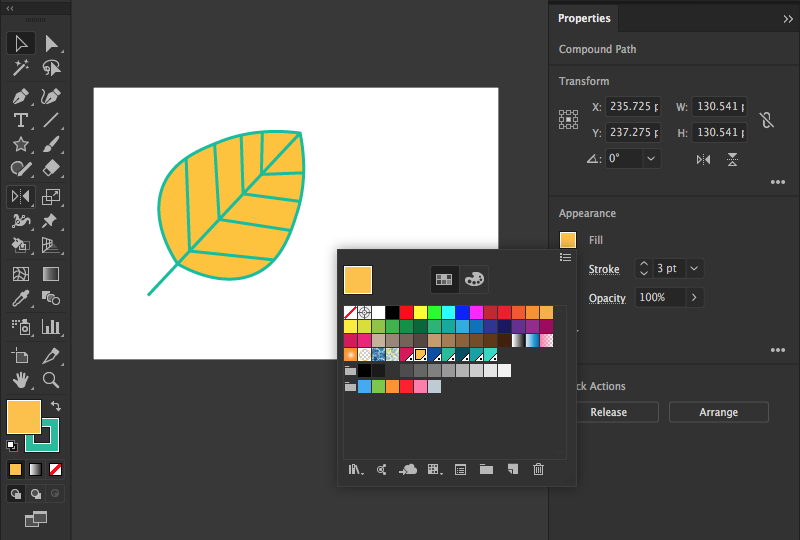 Properties
Compound Path
Transform
X: 235.725 p W: 130.541 p
Y: 237.275 p H: 130.541 p
0°
Appearance
Fill
Stroke 3 pt
Opacity 100%
k Actions
Release Arrange